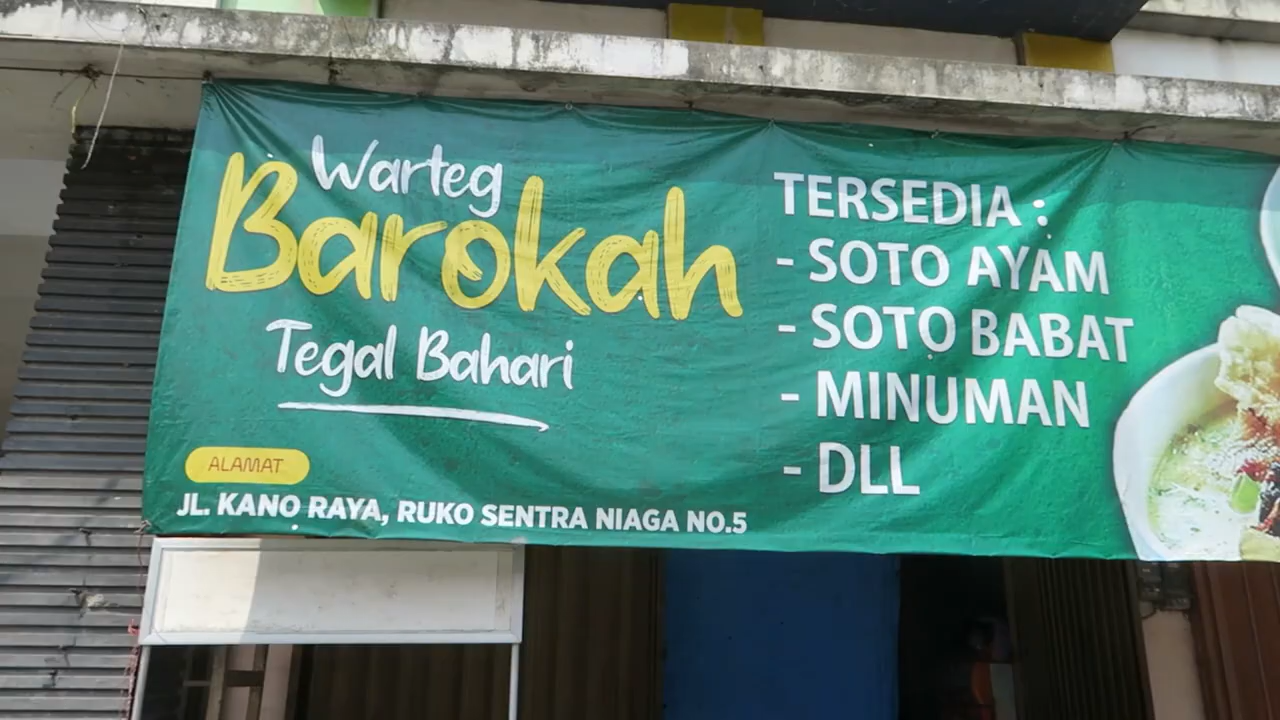 Warteg
Barokah
Tegal Bahari
ALAMAT
JL. KANO RAYA, RUKO SENTRA NIAGA NO.5
TERSEDIA :
- SOTO AYAM
- SOTO BABAT
- MINUMAN
- DLL